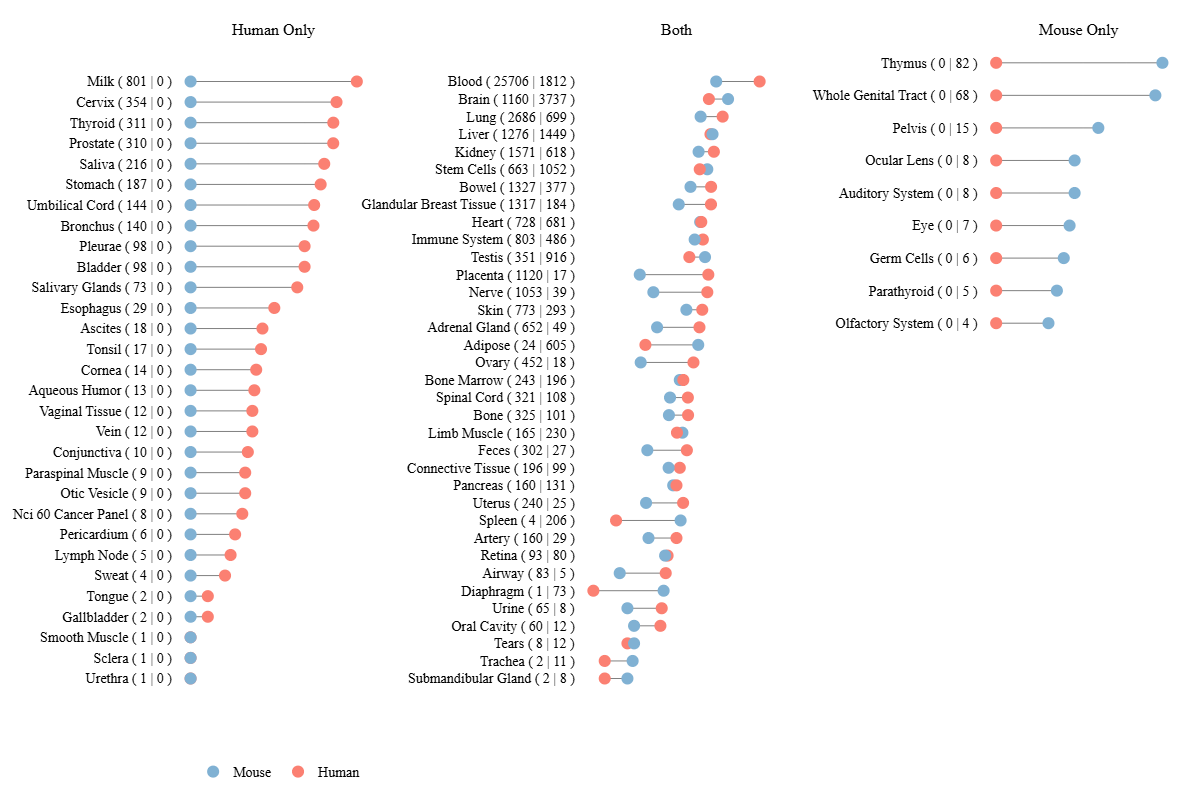 Human Only
Milk ( 801 | 0 )
Cervix ( 354 | 0 )
Thyroid ( 311 | 0 )
Prostate ( 310 | 0 )
Saliva ( 216 | 0 )
Stomach ( 187 | 0 )
Umbilical Cord ( 144 | 0 )
Bronchus ( 140 | 0 )
Pleurae ( 98 | 0 )
Bladder ( 98 | 0 )
Salivary Glands ( 73 | 0 )
Esophagus ( 29 | 0 )
Ascites ( 18 | 0 )
Tonsil ( 17 | 0 )
Cornea ( 14 | 0 )
Aqueous Humor ( 13 | 0 )
Vaginal Tissue ( 12 | 0 )
Vein ( 12 | 0 )
Conjunctiva ( 10 | 0 )
Paraspinal Muscle ( 9 | 0 )
Otic Vesicle ( 9 | 0 )
Nci 60 Cancer Panel ( 8 | 0 )
Pericardium ( 6 | 0 )
Lymph Node ( 5 | 0 )
Sweat ( 4 | 0 )
Tongue ( 2 | 0 )
Gallbladder ( 2 | 0 )
Smooth Muscle ( 1 | 0 )
Sclera ( 1 | 0 )
Urethra ( 1 | 0 )
Both
Blood ( 25706 | 1812 )
Brain ( 1160 | 3737 )
Lung ( 2686 | 699 )
Liver ( 1276 | 1449 )
Kidney ( 1571 | 618 )
Stem Cells ( 663 | 1052 )
Bowel ( 1327 | 377 )
Glandular Breast Tissue ( 1317 | 184 )
Heart ( 728 | 681 )
Immune System ( 803 | 486 )
Testis ( 351 | 916 )
Placenta ( 1120 | 17 )
Nerve ( 1053 | 39 )
Skin ( 773 | 293 )
Adrenal Gland ( 652 | 49 )
Adipose ( 24 | 605 )
Ovary ( 452 | 18 )
Bone Marrow ( 243 | 196 )
Spinal Cord ( 321 | 108 )
Bone ( 325 | 101 )
Limb Muscle ( 165 | 230 )
Feces ( 302 | 27 )
Connective Tissue ( 196 | 99 )
Pancreas ( 160 | 131 )
Uterus ( 240 | 25 )
Spleen ( 4 | 206 )
Artery ( 160 | 29 )
Retina ( 93 | 80 )
Airway ( 83 | 5 )
Diaphragm ( 1 | 73 )
Urine ( 65 | 8 )
Oral Cavity ( 60 | 12 )
Tears ( 8 | 12 )
Trachea ( 2 | 11 )
Submandibular Gland ( 2 | 8 )
Mouse Only
Thymus ( 0 | 82 )
Whole Genital Tract ( 0 | 68 )
Pelvis ( 0 | 15 )
Ocular Lens ( 0 | 8 )
Auditory System ( 0 | 8 )
Eye ( 0 | 7 )
Germ Cells ( 0 | 6 )
Parathyroid ( 0 | 5 )
Olfactory System ( 0 | 4 )
Mouse
Human